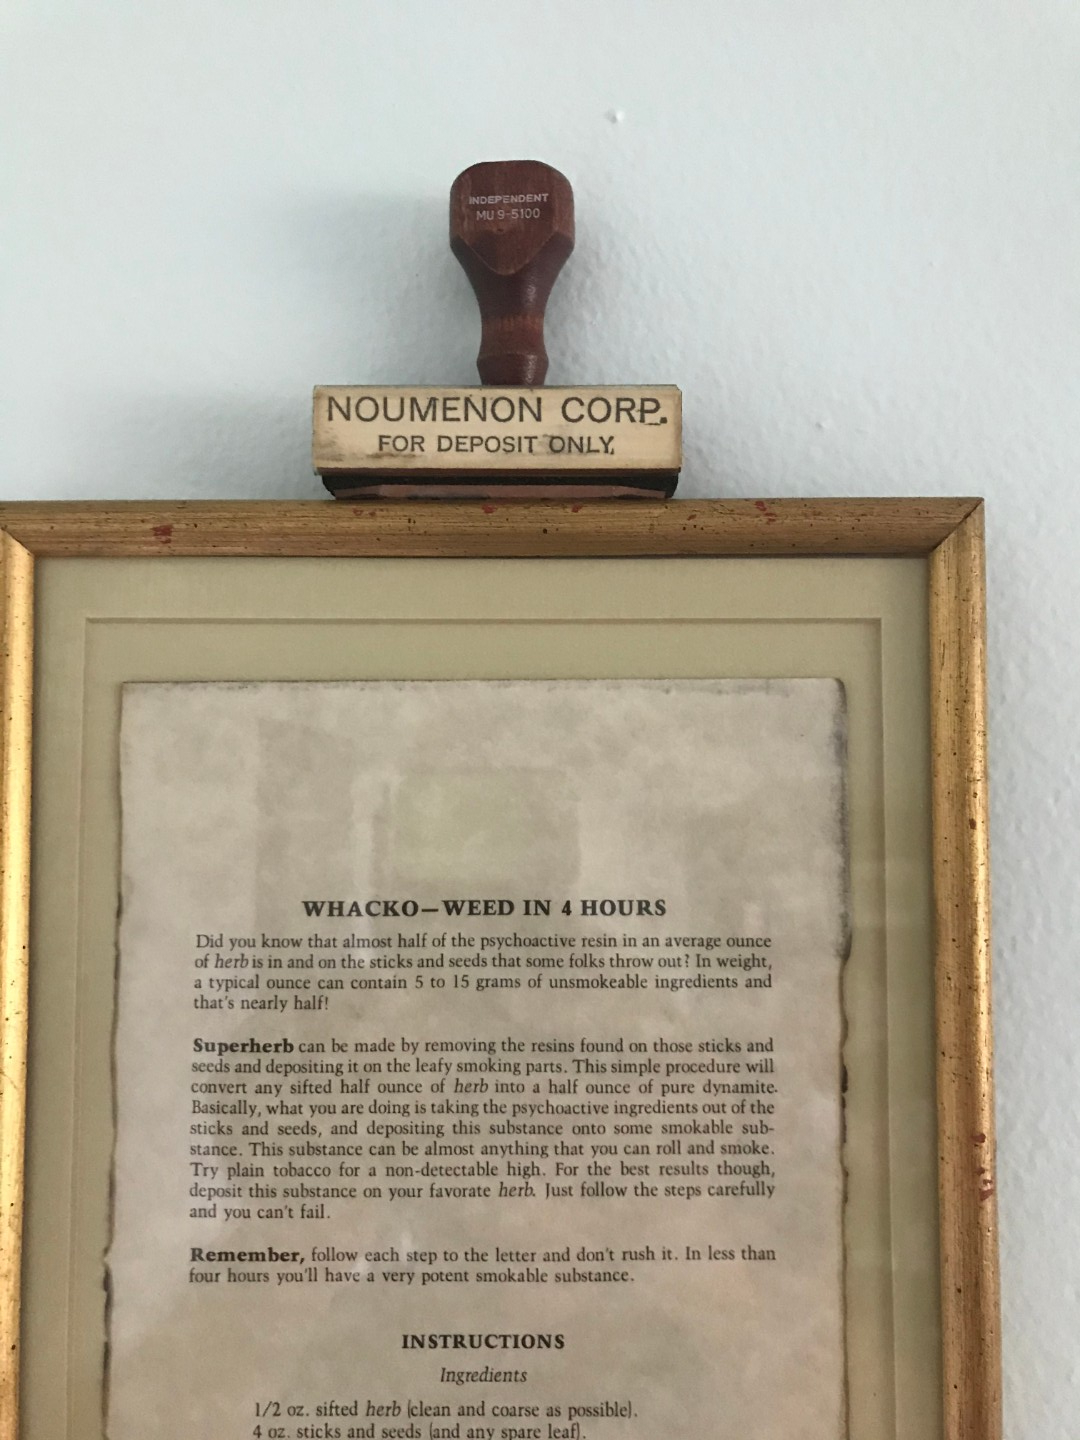 INDEPENDENT
MU 9-5100
NOUMENON CORP.
FOR DEPOSIT ONLY,
WHACKO—WEED IN 4 HOURS
Did you know that almost half of the psychoactive resin in an average ounce
of herb is in and on the sticks and seeds that some folks throw out? In weight,
a typical ounce can contain 5 to 15 grams of unsmokeable ingredients and
that's nearly half!
Superherb can be made by removing the resins found on those sticks and
seeds and depositing it on the leafy smoking parts. This simple procedure will
convert any sifted half ounce of herb into a half ounce of pure dynamite.
Basically, what you are doing is taking the psychoactive ingredients out of the
sticks and seeds, and depositing this substance onto some smokable sub-
stance. This substance can be almost anything that you can roll and smoke.
Try plain tobacco for a non-detectable high. For the best results though,
deposit this substance on your favorate herb. Just follow the steps carefully
and you can't fail.
Remember, follow each step to the letter and don't rush it. In less than
four hours you'll have a very potent smokable substance.
INSTRUCTIONS
Ingredients
1/2 oz. sifted herb (clean and coarse as possible).
4 oz. sticks and seeds (and any spare leaf).